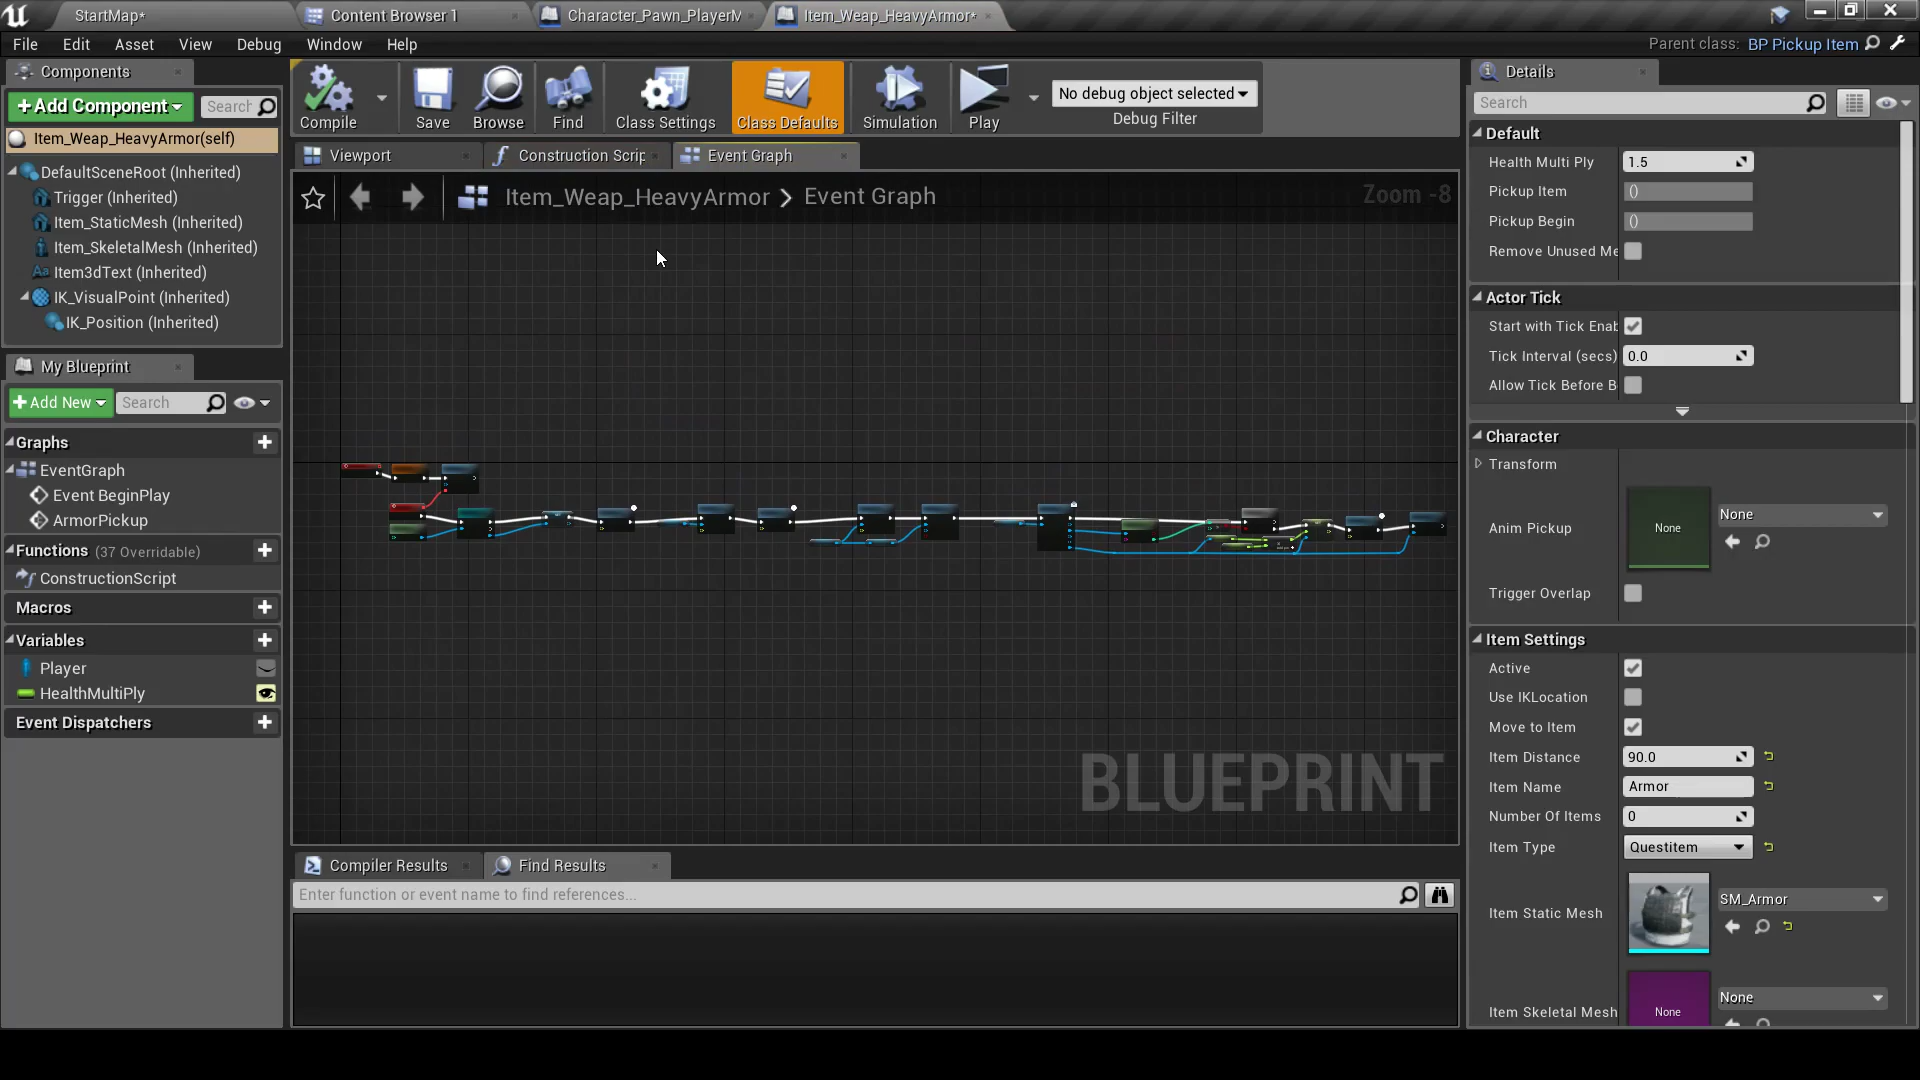 StartMap*
Content Browser 1
Character_Pawn_PlayerM
Item_Weap_HeavyArmor*
File Edit Asset View Debug Window Help
Parent class: BP Pickup Item
Components
+Add Component
Search
Item_Weap_HeavyArmor(self)
DefaultSceneRoot (Inherited)
Trigger (Inherited)
Item_StaticMesh (Inherited)
Item_SkeletalMesh (Inherited)
Aa Item3dText (Inherited)
IK_VisualPoint (Inherited)
IK_Position (Inherited)
My Blueprint
+Add New
Search
Graphs
EventGraph
Event BeginPlay
ArmorPickup
Functions (37 Overridable)
ConstructionScript
Macros
Variables
Player
HealthMultiPly
Event Dispatchers
Compile
Save
Browse
Find
Class Settings
Class Defaults
Simulation
Play
No debug object selected
Debug Filter
Viewport
Construction Scrip
Event Graph
Item_Weap_HeavyArmor > Event Graph
Zoom -8
BLUEPRINT
Compiler Results
Find Results
Enter function or event name to find references...
Details
Search
Default
Health Multi Ply 1.5
Pickup Item ()
Pickup Begin ()
Remove Unused Me
Actor Tick
Start with Tick Enab
Tick Interval (secs) 0.0
Allow Tick Before B
Character
Transform
Anim Pickup None None
Trigger Overlap
Item Settings
Active
Use IKLocation
Move to Item
Item Distance 90.0
Item Name Armor
Number Of Items 0
Item Type Questitem
Item Static Mesh SM_Armor
Item Skeletal Mesh None None